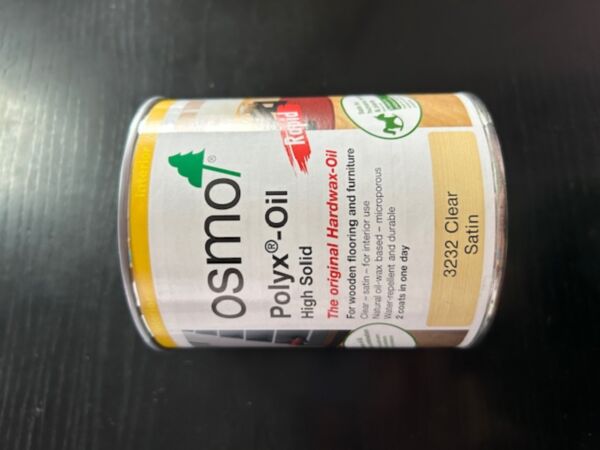 Interior
osmo®
Polyx®-Oil
High Solid
Rapid
The original Hardwax-Oil
For wooden flooring and furniture
Clear – satin – for interior use
Natural oil-wax based – microporous
Water-repellent and durable
2 coats in one day
3232 Clear
Satin